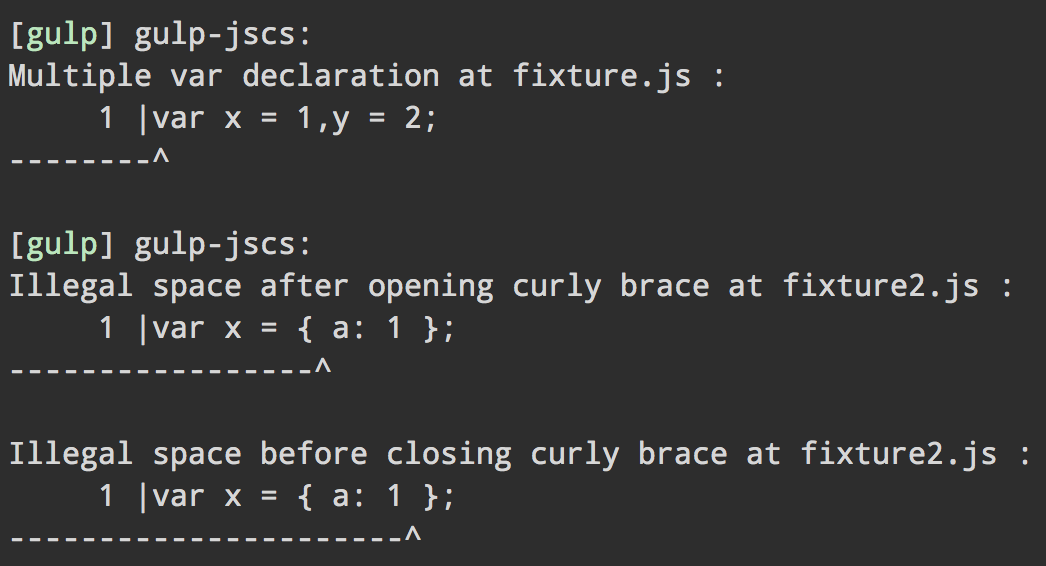 [gulp] gulp-jscs:
Multiple var declaration at fixture.js :
     1 |var x = 1,y = 2;
--------^
[gulp] gulp-jscs:
Illegal space after opening curly brace at fixture2.js :
     1 |var x = { a: 1 };
-----------------^
Illegal space before closing curly brace at fixture2.js :
     1 |var x = { a: 1 };
----------------------^